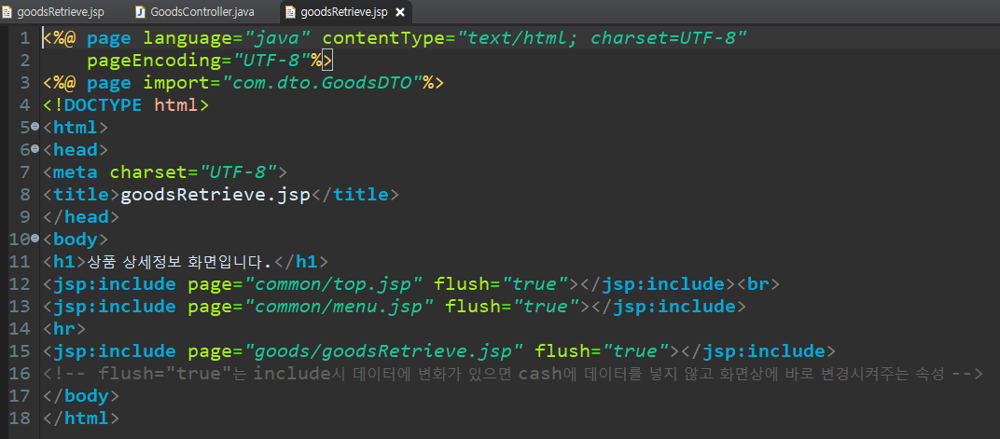 goodsRetrieve.jsp GoodsController.java goodsRetrieve.jsp
1 <%@ page language="java" contentType="text/html; charset=UTF-8"
2 pageEncoding="UTF-8"%>
3 <%@ page import="com.dto.GoodsDTO"%>
4 <!DOCTYPE html>
5 <html>
6 <head>
7 <meta charset="UTF-8">
8 <title>goodsRetrieve.jsp</title>
9 </head>
10 <body>
11 <h1>상품 상세정보 화면입니다.</h1>
12 <jsp:include page="common/top.jsp" flush="true"></jsp:include><br>
13 <jsp:include page="common/menu.jsp" flush="true"></jsp:include>
14 <hr>
15 <jsp:include page="goods/goodsRetrieve.jsp" flush="true"></jsp:include>
16 <!-- flush="true"는 include시 데이터에 변화가 있으면 cash에 데이터를 넣지 않고 화면상에 바로 변경시켜주는 속성 -->
17 </body>
18 </html>